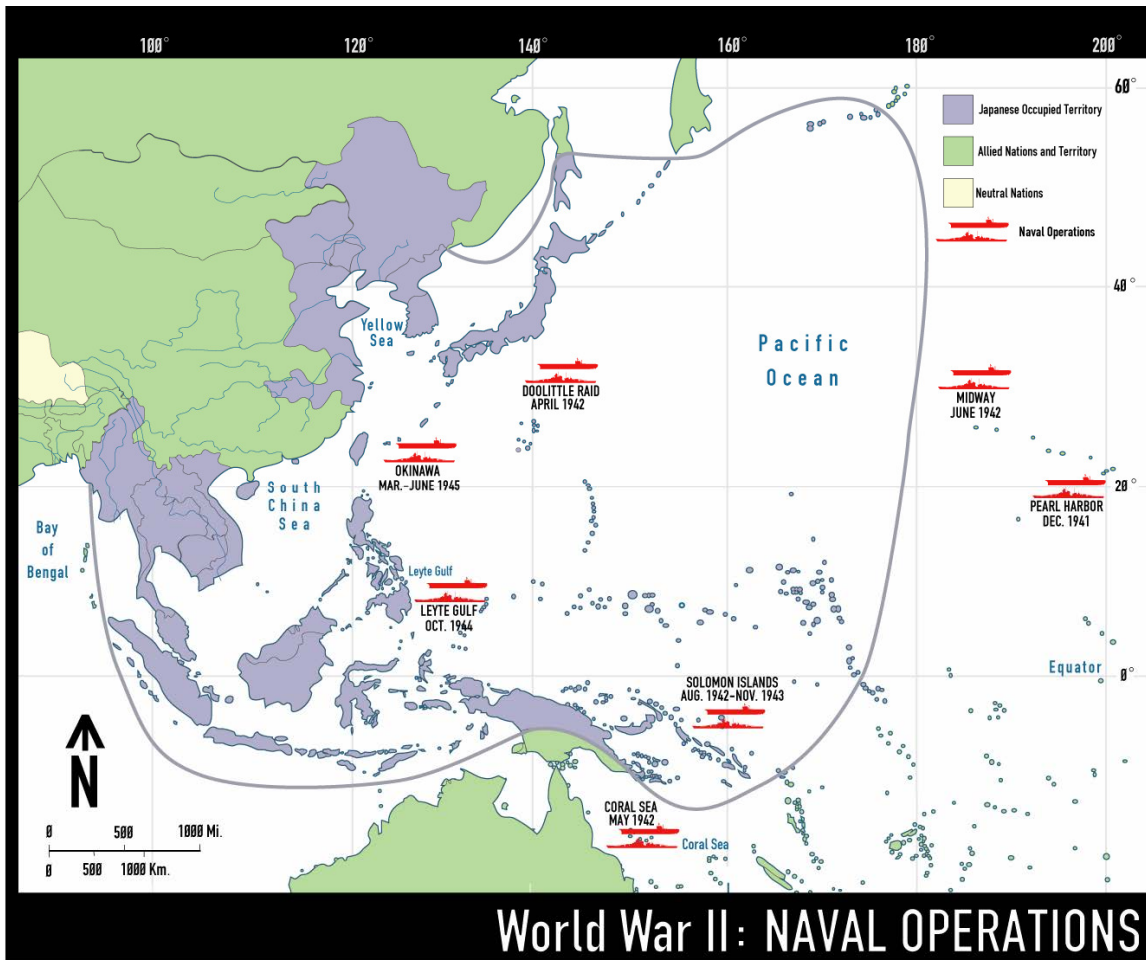 100° 120° 140° 160° 180° 200°
60°
Japanese Occupied Territory
Allied Nations and Territory
Neutral Nations
Naval Operations
40°
Yellow
Sea
Pacific
Ocean
DOOLITTLE RAID
APRIL 1942
MIDWAY
JUNE 1942
OKINAWA
MAR.-JUNE 1945
South
China
Sea
20°
PEARL HARBOR
DEC. 1941
Bay
of
Bengal
Leyte Gulf
LEYTE GULF
OCT. 1944
Equator
0°
SOLOMON ISLANDS
AUG. 1942-NOV. 1943
N
CORAL SEA
MAY 1942
Coral Sea
0 500 1000 Mi.
0 500 1000 Km.
World War II: NAVAL OPERATIONS